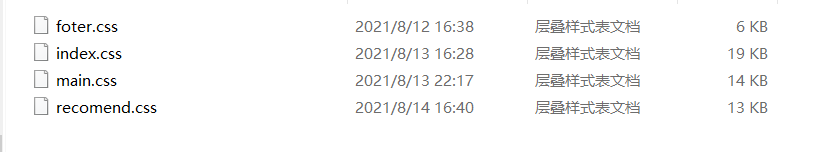 foter.css 2021/8/12 16:38 层叠样式表文档 6 KB
index.css 2021/8/13 16:28 层叠样式表文档 19 KB
main.css 2021/8/13 22:17 层叠样式表文档 14 KB
recomend.css 2021/8/14 16:40 层叠样式表文档 13 KB